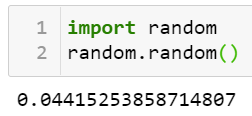 1 import random
2 random.random()
0.04415253858714807